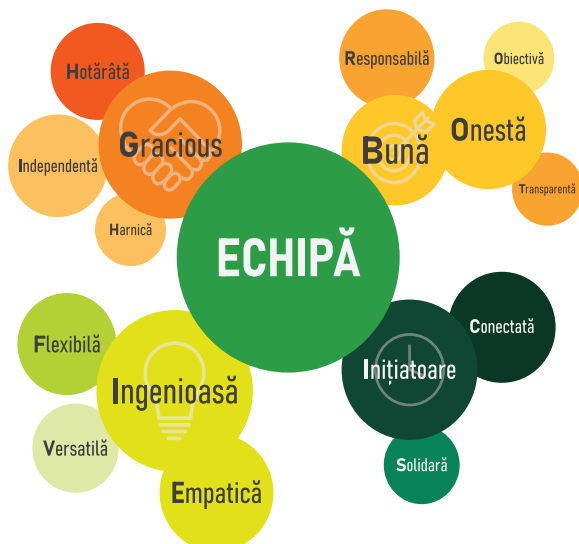 Hotărâtă
Gracious
Independentă
Harnică
Responsabilă
Obiectivă
Bună
Onestă
Transparentă
ECHIPĂ
Flexibilă
Ingenioasă
Versatilă
Empatică
Conectată
Inițiatoare
Solidară